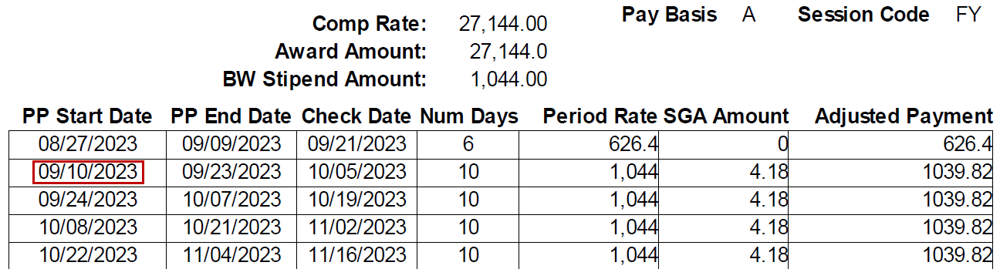 Pay Basis A Session Code FY
Comp Rate: 27,144.00
Award Amount: 27,144.0
BW Stipend Amount: 1,044.00
PP Start Date PP End Date Check Date Num Days Period Rate SGA Amount Adjusted Payment
08/27/2023 09/09/2023 09/21/2023 6 626.4 0 626.4
09/10/2023 09/23/2023 10/05/2023 10 1,044 4.18 1039.82
09/24/2023 10/07/2023 10/19/2023 10 1,044 4.18 1039.82
10/08/2023 10/21/2023 11/02/2023 10 1,044 4.18 1039.82
10/22/2023 11/04/2023 11/16/2023 10 1,044 4.18 1039.82